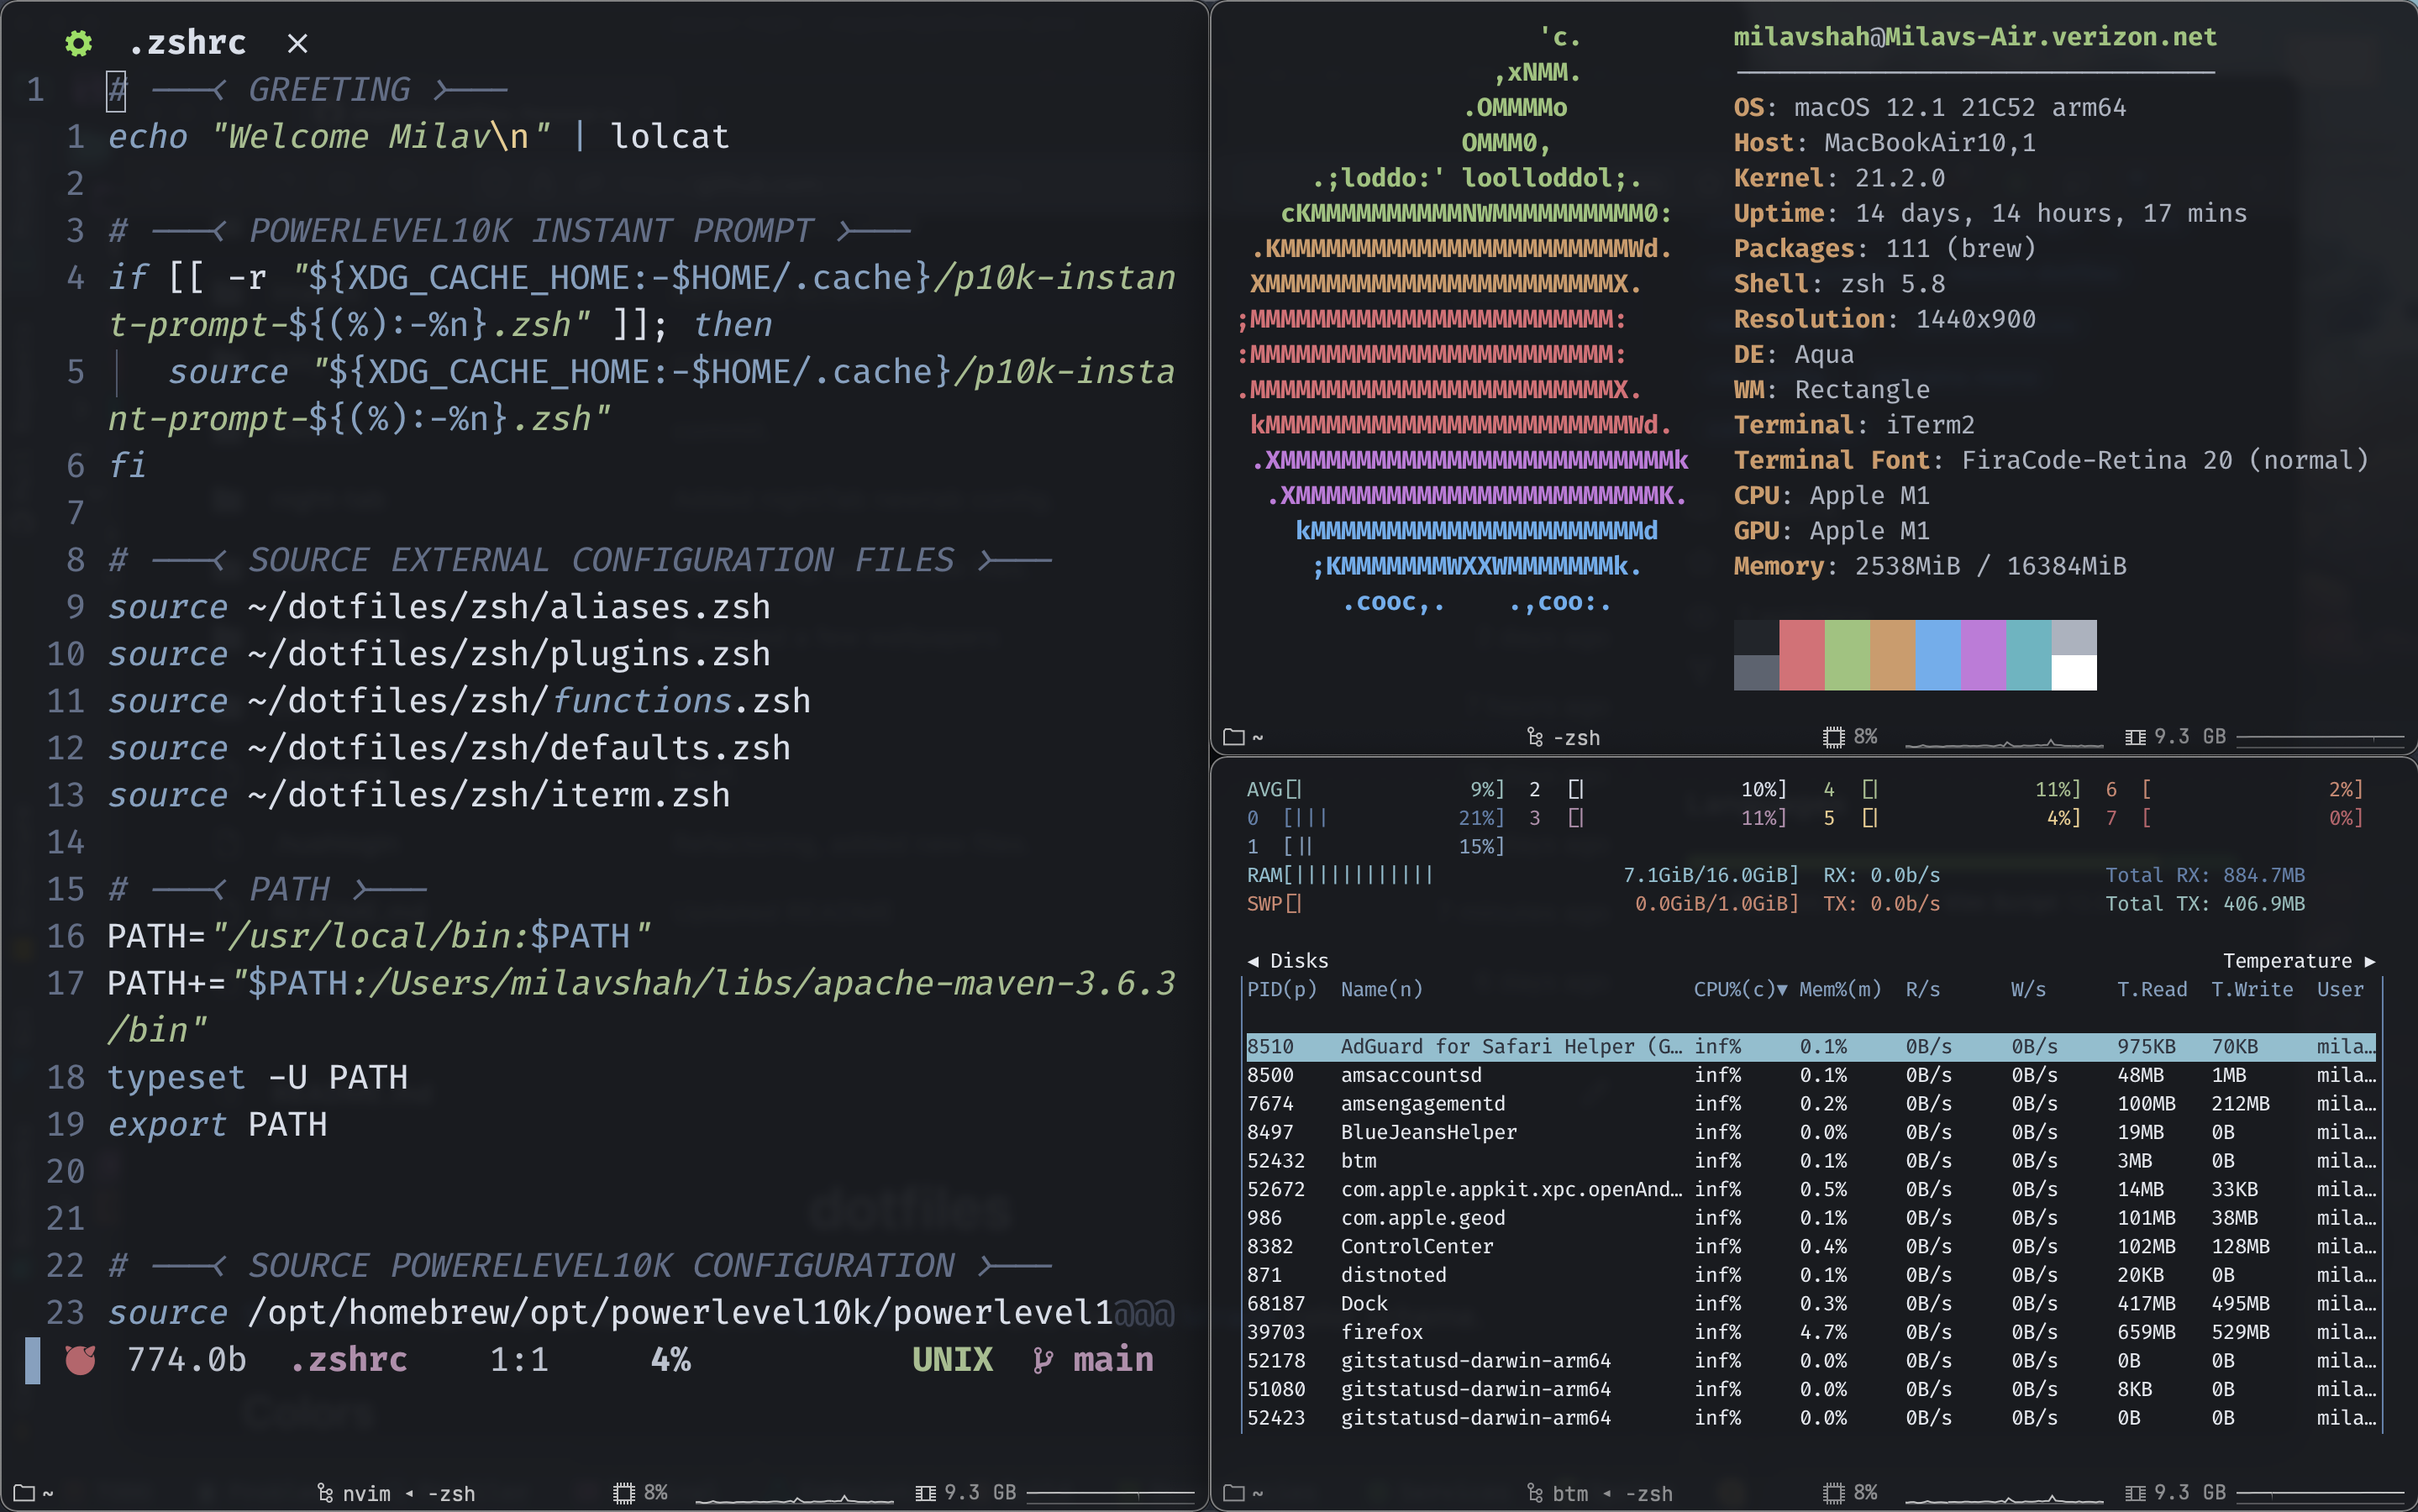 .zshrc ×
1 # ───< GREETING >───
1 echo "Welcome Milav\n" | lolcat
2
3 # ───< POWERLEVEL10K INSTANT PROMPT >───
4 if [[ -r "${XDG_CACHE_HOME:-$HOME/.cache}/p10k-instan
t-prompt-${(%):-%n}.zsh" ]]; then
5 source "${XDG_CACHE_HOME:-$HOME/.cache}/p10k-insta
nt-prompt-${(%):-%n}.zsh"
6 fi
7
8 # ───< SOURCE EXTERNAL CONFIGURATION FILES >───
9 source ~/dotfiles/zsh/aliases.zsh
10 source ~/dotfiles/zsh/plugins.zsh
11 source ~/dotfiles/zsh/functions.zsh
12 source ~/dotfiles/zsh/defaults.zsh
13 source ~/dotfiles/zsh/iterm.zsh
14
15 # ───< PATH >───
16 PATH="/usr/local/bin:$PATH"
17 PATH+="$PATH:/Users/milavshah/libs/apache-maven-3.6.3
/bin"
18 typeset -U PATH
19 export PATH
20
21
22 # ───< SOURCE POWERELEVEL10K CONFIGURATION >───
23 source /opt/homebrew/opt/powerlevel10k/powerlevel1@@@
774.0b .zshrc 1:1 4% UNIX main
~ nvim ◂ -zsh 8% 9.3 GB
'c.
,xNMM.
.OMMMMo
OMMM0,
.;loddo:' loolloddol;.
cKMMMMMMMMMMNWMMMMMMMMMM0:
.KMMMMMMMMMMMMMMMMMMMMMMMWd.
XMMMMMMMMMMMMMMMMMMMMMMMX.
;MMMMMMMMMMMMMMMMMMMMMMMM:
:MMMMMMMMMMMMMMMMMMMMMMMM:
.MMMMMMMMMMMMMMMMMMMMMMMMX.
kMMMMMMMMMMMMMMMMMMMMMMMMWd.
.XMMMMMMMMMMMMMMMMMMMMMMMMMMk
.XMMMMMMMMMMMMMMMMMMMMMMMMK.
kMMMMMMMMMMMMMMMMMMMMMMd
;KMMMMMMMWXXWMMMMMMMk.
.cooc,. .,coo:.
milavshah@Milavs-Air.verizon.net
OS: macOS 12.1 21C52 arm64
Host: MacBookAir10,1
Kernel: 21.2.0
Uptime: 14 days, 14 hours, 17 mins
Packages: 111 (brew)
Shell: zsh 5.8
Resolution: 1440x900
DE: Aqua
WM: Rectangle
Terminal: iTerm2
Terminal Font: FiraCode-Retina 20 (normal)
CPU: Apple M1
GPU: Apple M1
Memory: 2538MiB / 16384MiB
~ -zsh 8% 9.3 GB
AVG[| 9%] 2 [| 10%] 4 [| 11%] 6 [ 2%]
0 [||| 21%] 3 [| 11%] 5 [| 4%] 7 [ 0%]
1 [|| 15%]
RAM[|||||||||||| 7.1GiB/16.0GiB] RX: 0.0b/s Total RX: 884.7MB
SWP[| 0.0GiB/1.0GiB] TX: 0.0b/s Total TX: 406.9MB
◄ Disks Temperature ►
PID(p) Name(n) CPU%(c)▼ Mem%(m) R/s W/s T.Read T.Write User
8510 AdGuard for Safari Helper (G… inf% 0.1% 0B/s 0B/s 975KB 70KB mila…
8500 amsaccountsd inf% 0.1% 0B/s 0B/s 48MB 1MB mila…
7674 amsengagementd inf% 0.2% 0B/s 0B/s 100MB 212MB mila…
8497 BlueJeansHelper inf% 0.0% 0B/s 0B/s 19MB 0B mila…
52432 btm inf% 0.1% 0B/s 0B/s 3MB 0B mila…
52672 com.apple.appkit.xpc.openAnd… inf% 0.5% 0B/s 0B/s 14MB 33KB mila…
986 com.apple.geod inf% 0.1% 0B/s 0B/s 101MB 38MB mila…
8382 ControlCenter inf% 0.4% 0B/s 0B/s 102MB 128MB mila…
871 distnoted inf% 0.1% 0B/s 0B/s 20KB 0B mila…
68187 Dock inf% 0.3% 0B/s 0B/s 417MB 495MB mila…
39703 firefox inf% 4.7% 0B/s 0B/s 659MB 529MB mila…
52178 gitstatusd-darwin-arm64 inf% 0.0% 0B/s 0B/s 0B 0B mila…
51080 gitstatusd-darwin-arm64 inf% 0.0% 0B/s 0B/s 8KB 0B mila…
52423 gitstatusd-darwin-arm64 inf% 0.0% 0B/s 0B/s 0B 0B mila…
~ btm ◂ -zsh 8% 9.3 GB
dotfiles
Colors